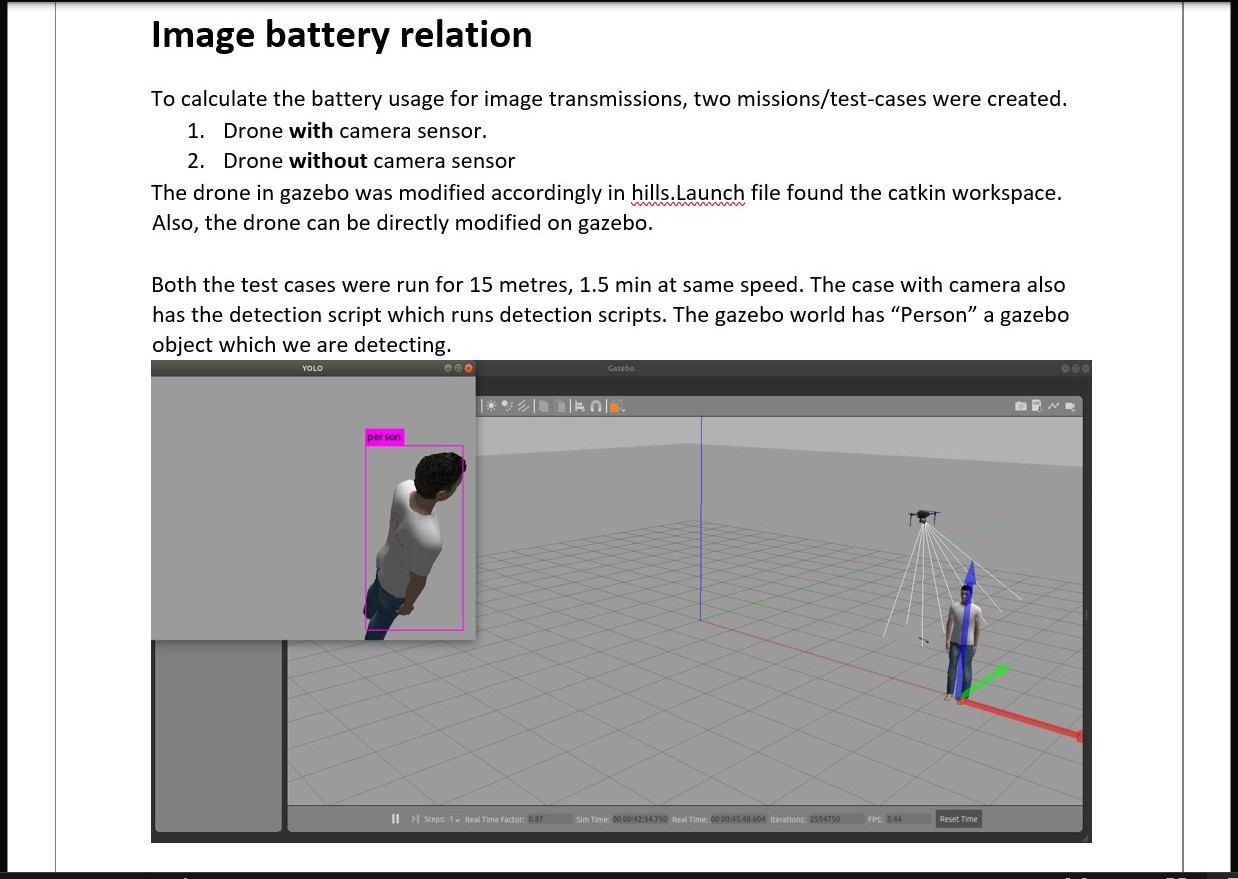 Image battery relation
To calculate the battery usage for image transmissions, two missions/test-cases were created.
1. Drone with camera sensor.
2. Drone without camera sensor
The drone in gazebo was modified accordingly in hills.Launch file found the catkin workspace.
Also, the drone can be directly modified on gazebo.
Both the test cases were run for 15 metres, 1.5 min at same speed. The case with camera also
has the detection script which runs detection scripts. The gazebo world has “Person” a gazebo
object which we are detecting.
YOLO
Gazebo
person
Steps: 1 Real Time Factor: 0.87 Sim Time: 00 00:42:34.750 Real Time: 00 00:45:48.604 Iterations: 2554750 FPS: 5.44 Reset Time